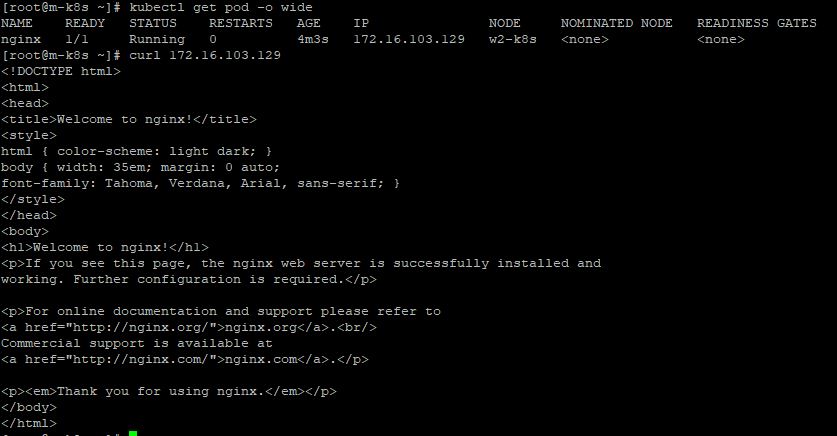 [root@m-k8s ~]# kubectl get pod -o wide
NAME    READY   STATUS    RESTARTS   AGE    IP               NODE     NOMINATED NODE   READINESS GATES
nginx   1/1     Running   0          4m3s   172.16.103.129   w2-k8s   <none>           <none>
[root@m-k8s ~]# curl 172.16.103.129
<!DOCTYPE html>
<html>
<head>
<title>Welcome to nginx!</title>
<style>
html { color-scheme: light dark; }
body { width: 35em; margin: 0 auto;
font-family: Tahoma, Verdana, Arial, sans-serif; }
</style>
</head>
<body>
<h1>Welcome to nginx!</h1>
<p>If you see this page, the nginx web server is successfully installed and
working. Further configuration is required.</p>

<p>For online documentation and support please refer to
<a href="http://nginx.org/">nginx.org</a>.<br/>
Commercial support is available at
<a href="http://nginx.com/">nginx.com</a>.</p>

<p><em>Thank you for using nginx.</em></p>
</body>
</html>